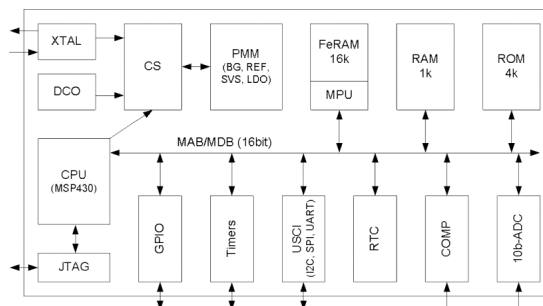 XTAL
DCO
CS
PMM
(BG, REF,
SVS, LDO)
FeRAM
16k
MPU
RAM
1k
ROM
4k
MAB/MDB (16bit)
CPU
(MSP430)
JTAG
GPIO
Timers
USCI
(I2C, SPI, UART)
RTC
COMP
10b-ADC